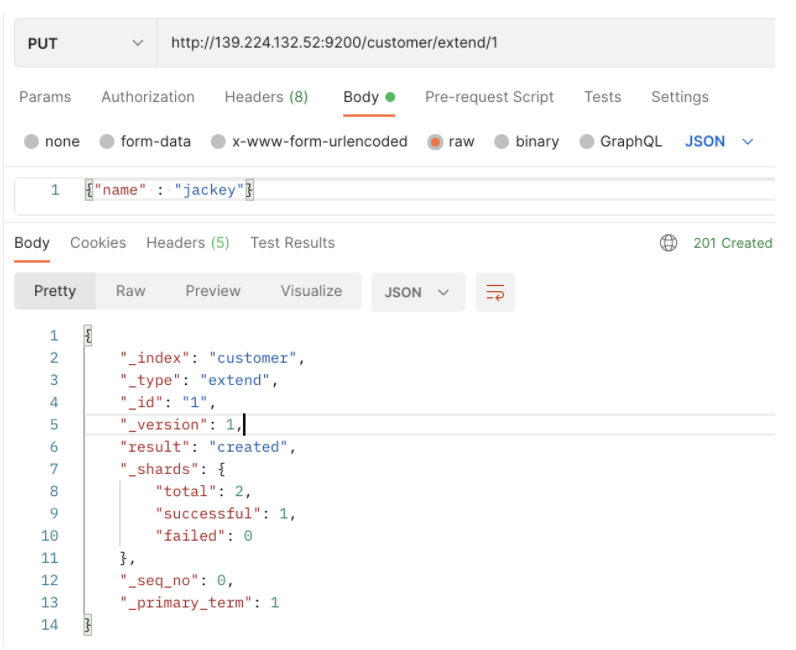 PUT http://139.224.132.52:9200/customer/extend/1
Params Authorization Headers (8) Body Pre-request Script Tests Settings
none form-data x-www-form-urlencoded raw binary GraphQL JSON
1 {"name" : "jackey"}
Body Cookies Headers (5) Test Results 201 Created
Pretty Raw Preview Visualize JSON
1 {
2 "_index": "customer",
3 "_type": "extend",
4 "_id": "1",
5 "_version": 1,
6 "result": "created",
7 "_shards": {
8 "total": 2,
9 "successful": 1,
10 "failed": 0
11 },
12 "_seq_no": 0,
13 "_primary_term": 1
14 }